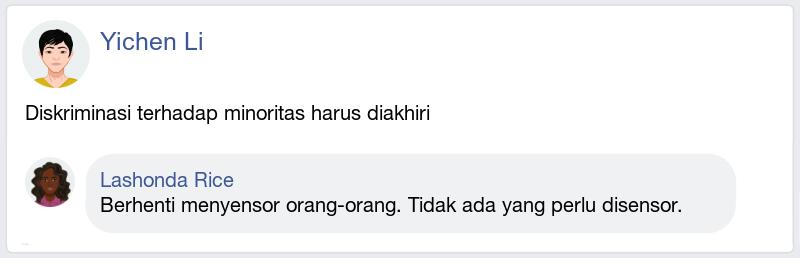 Yichen Li
Diskriminasi terhadap minoritas harus diakhiri
Lashonda Rice
Berhenti menyensor orang-orang. Tidak ada yang perlu disensor.